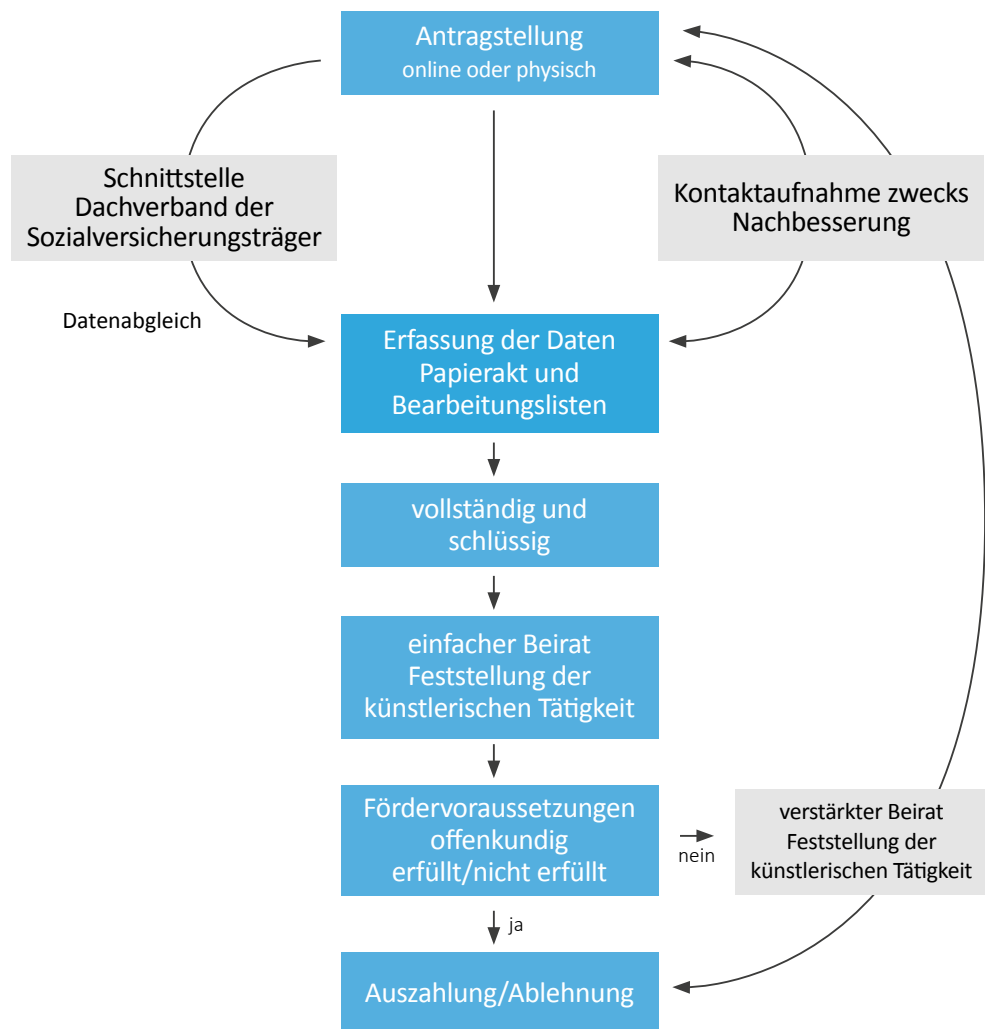 Antragstellung
online oder physisch
Schnittstelle
Dachverband der
Sozialversicherungsträger
Kontaktaufnahme zwecks
Nachbesserung
Datenabgleich
Erfassung der Daten
Papierakt und
Bearbeitungslisten
vollständig und
schlüssig
einfacher Beirat
Feststellung der
künstlerischen Tätigkeit
Fördervoraussetzungen
offenkundig
erfüllt/nicht erfüllt
nein
verstärkter Beirat
Feststellung der
künstlerischen Tätigkeit
ja
Auszahlung/Ablehnung